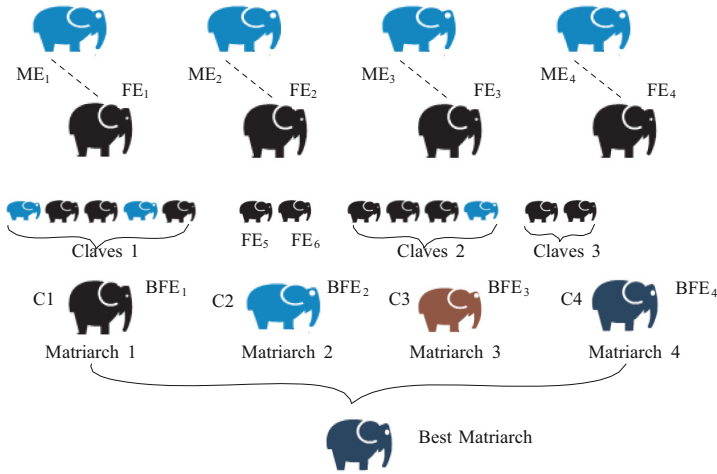 ME₁ ME₂ ME₃ ME₄
FE₁ FE₂ FE₃ FE₄
FE₅ FE₆
Claves 1 Claves 2 Claves 3
C1 BFE₁ C2 BFE₂ C3 BFE₃ C4 BFE₄
Matriarch 1 Matriarch 2 Matriarch 3 Matriarch 4
Best Matriarch